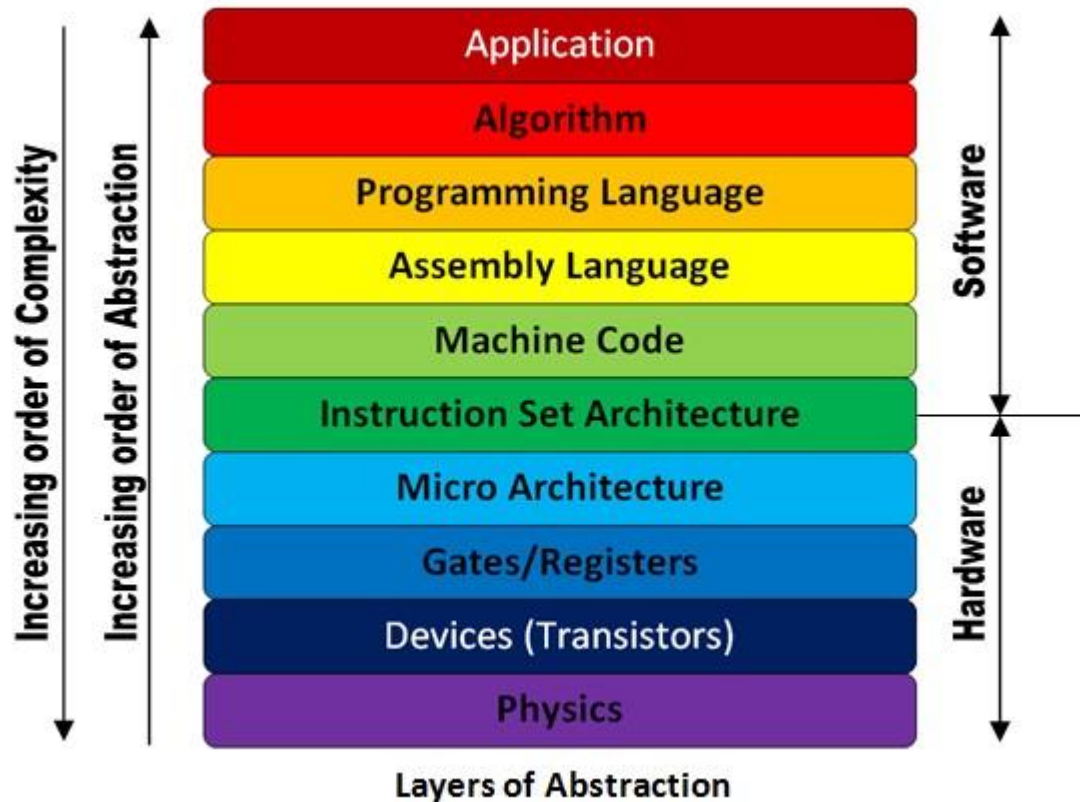 Increasing order of Complexity
Increasing order of Abstraction
Application
Algorithm
Programming Language
Assembly Language
Machine Code
Instruction Set Architecture
Micro Architecture
Gates/Registers
Devices (Transistors)
Physics
Software
Hardware
Layers of Abstraction